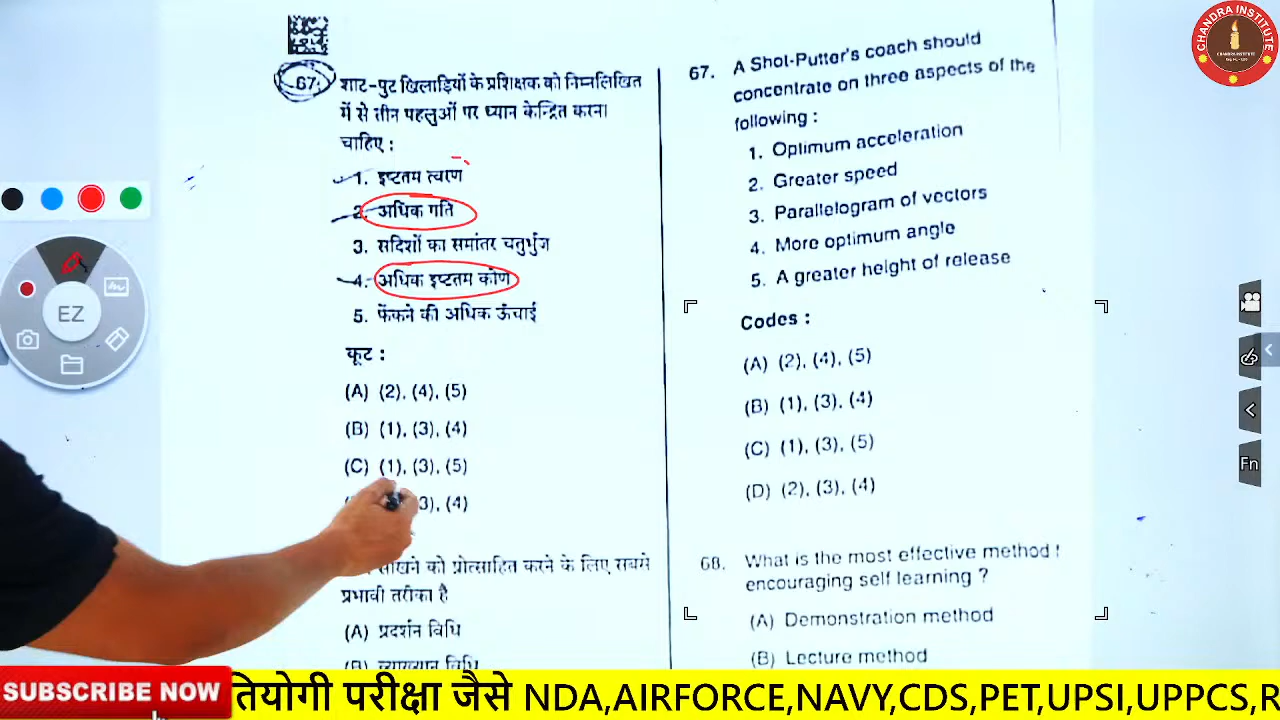 CHANDRA INSTITUTE
67. शाट-पुट खिलाड़ियों के प्रशिक्षक को निम्नलिखित
में से तीन पहलुओं पर ध्यान केन्द्रित करना
चाहिए :
1. इष्टतम त्वरण
2. अधिक गति
3. सदिशों का समांतर चतुर्भुज
4. अधिक इष्टतम कोण
5. फेंकने की अधिक ऊंचाई
कूट :
(A) (2), (4), (5)
(B) (1), (3), (4)
(C) (1), (3), (5)
3), (4)
सीखने को प्रोत्साहित करने के लिए सबसे
प्रभावी तरीका है
(A) प्रदर्शन विधि
(B) व्याख्यान विधि
67. A Shot-Putter's coach should
concentrate on three aspects of the
following :
1. Optimum acceleration
2. Greater speed
3. Parallelogram of vectors
4. More optimum angle
5. A greater height of release
Codes :
(A) (2), (4), (5)
(B) (1), (3), (4)
(C) (1), (3), (5)
(D) (2), (3), (4)
68. What is the most effective method
encouraging self learning ?
(A) Demonstration method
(B) Lecture method
EZ
Fn
SUBSCRIBE NOW
तियोगी परीक्षा जैसे NDA,AIRFORCE,NAVY,CDS,PET,UPSI,UPPCS,R